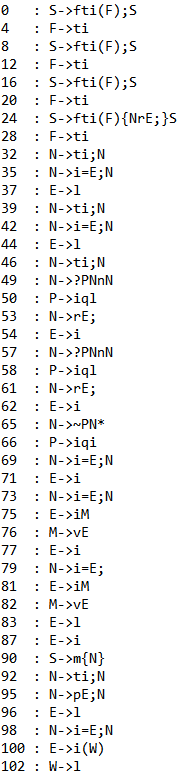 0   : S->fti(F);S
4   : F->ti
8   : S->fti(F);S
12  : F->ti
16  : S->fti(F);S
20  : F->ti
24  : S->fti(F){NrE;}S
28  : F->ti
32  : N->ti;N
35  : N->i=E;N
37  : E->l
39  : N->ti;N
42  : N->i=E;N
44  : E->l
46  : N->ti;N
49  : N->?PNnN
50  : P->iql
53  : N->rE;
54  : E->i
57  : N->?PNnN
58  : P->iql
61  : N->rE;
62  : E->i
65  : N->~PN*
66  : P->iqi
69  : N->i=E;N
71  : E->i
73  : N->i=E;N
75  : E->iM
76  : M->vE
77  : E->i
79  : N->i=E;
81  : E->iM
82  : M->vE
83  : E->l
87  : E->i
90  : S->m{N}
92  : N->ti;N
95  : N->pE;N
96  : E->l
98  : N->i=E;N
100 : E->i(W)
102 : W->l